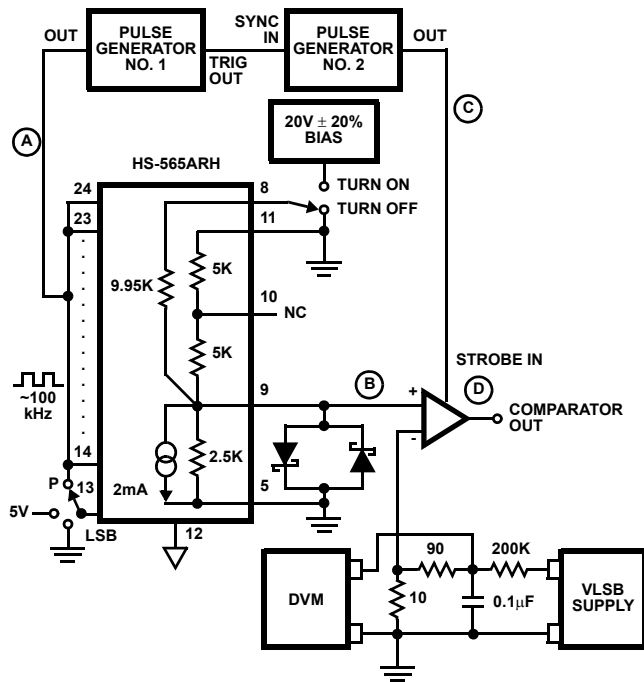 OUT
PULSE
GENERATOR
NO. 1
TRIG
OUT
SYNC
IN
PULSE
GENERATOR
NO. 2
OUT
A
C
20V ± 20%
BIAS
HS-565ARH
TURN ON
TURN OFF
24
23
8
11
9.95K
5K
10
NC
5K
~100
kHz
9
B
STROBE IN
D
+
-
COMPARATOR
OUT
14
P
13
5V
LSB
2mA
2.5K
5
12
DVM
90
200K
10
0.1μF
VLSB
SUPPLY